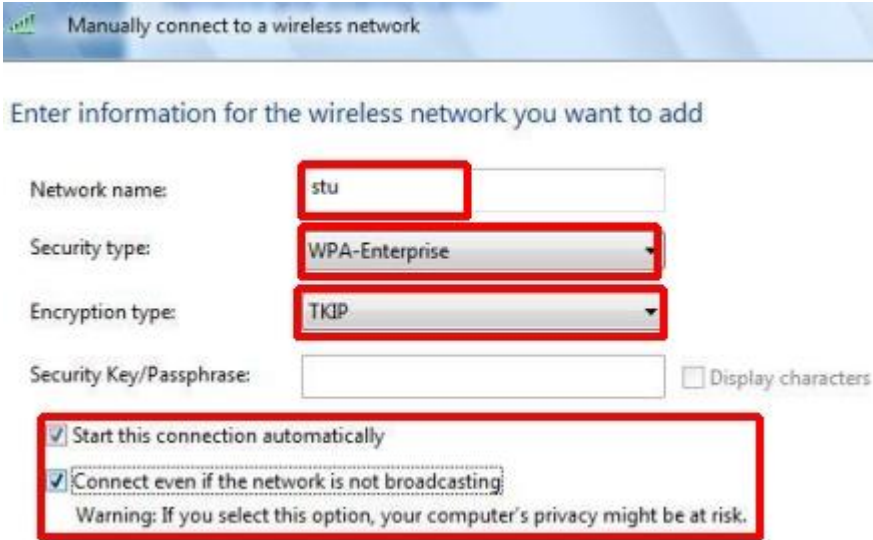 Manually connect to a wireless network
Enter information for the wireless network you want to add
Network name: stu
Security type: WPA-Enterprise
Encryption type: TKIP
Security Key/Passphrase: Display characters
Start this connection automatically
Connect even if the network is not broadcasting
Warning: If you select this option, your computer's privacy might be at risk.